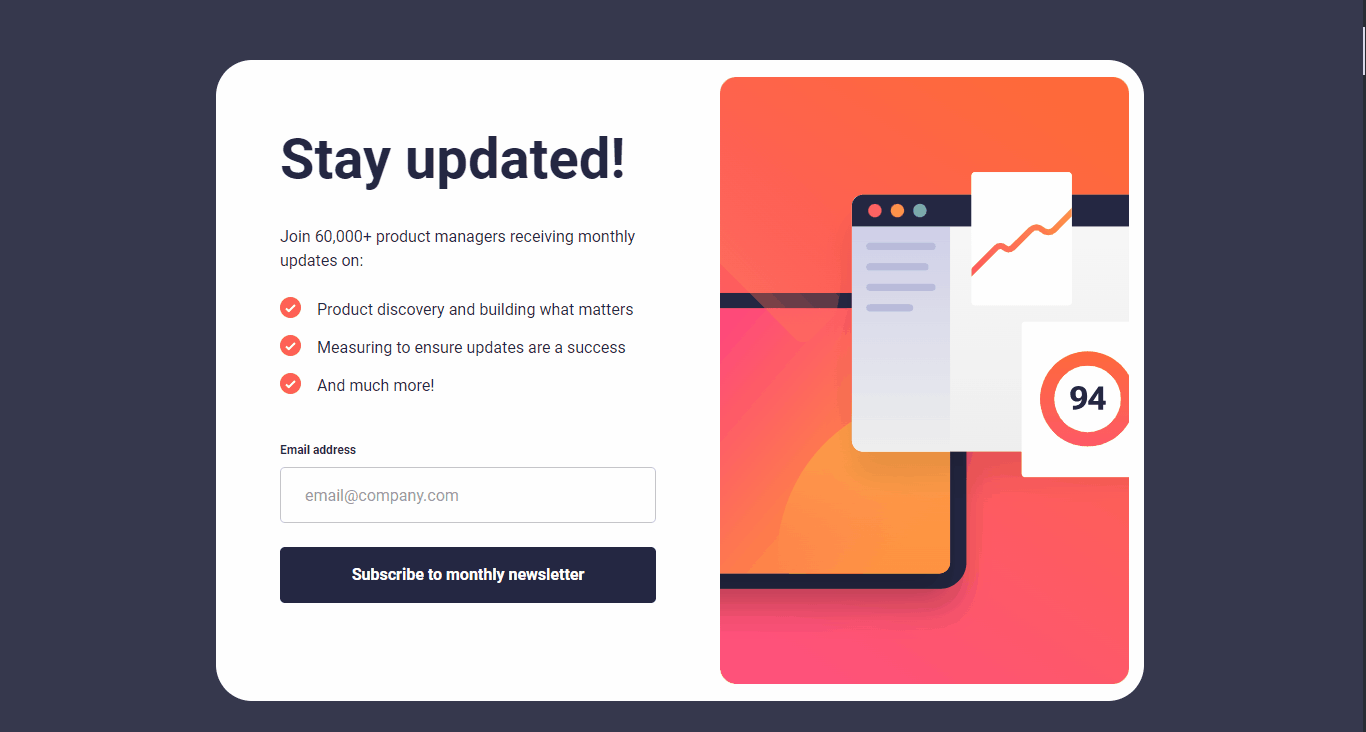 Stay updated!
Join 60,000+ product managers receiving monthly
updates on:
Product discovery and building what matters
Measuring to ensure updates are a success
And much more!
Email address
email@company.com
Subscribe to monthly newsletter
94